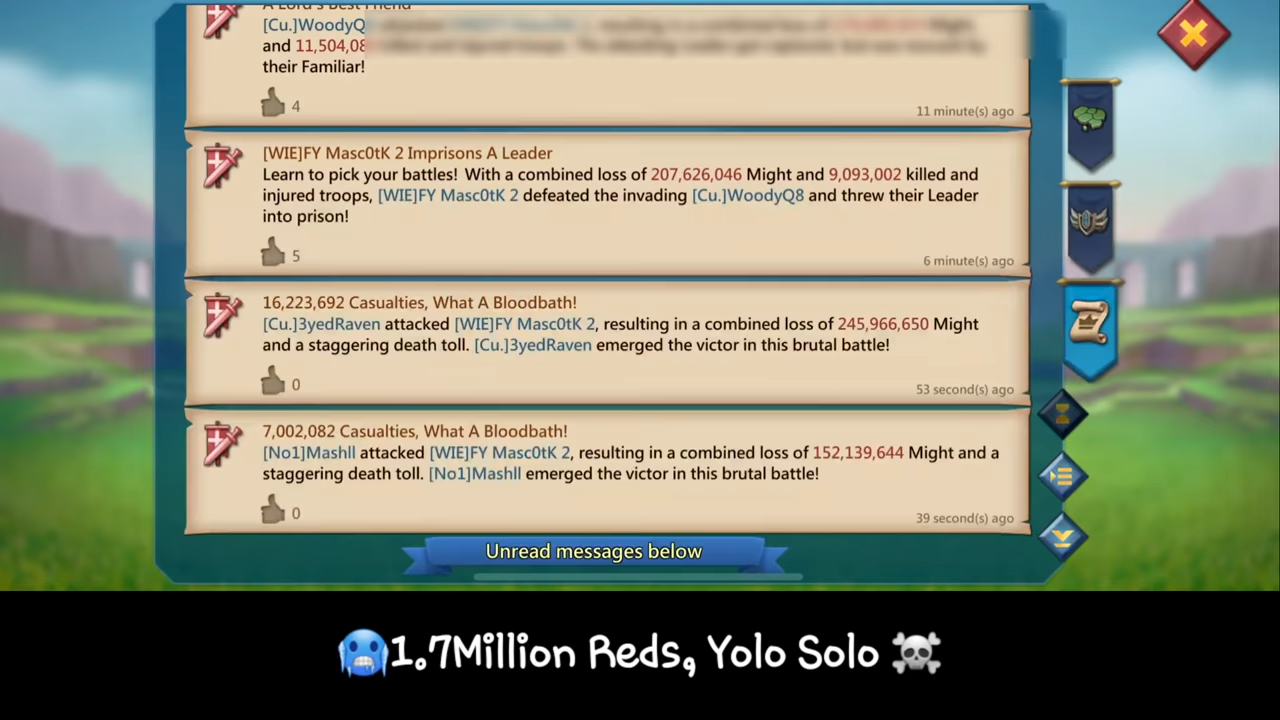 A Lord's Best Friend
[Cu.]WoodyQ
and 11,504,08
their Familiar!
4
11 minute(s) ago
[WIE]FY Masc0tK 2 Imprisons A Leader
Learn to pick your battles! With a combined loss of 207,626,046 Might and 9,093,002 killed and
injured troops, [WIE]FY Masc0tK 2 defeated the invading [Cu.]WoodyQ8 and threw their Leader
into prison!
5
6 minute(s) ago
16,223,692 Casualties, What A Bloodbath!
[Cu.]3yedRaven attacked [WIE]FY Masc0tK 2, resulting in a combined loss of 245,966,650 Might
and a staggering death toll. [Cu.]3yedRaven emerged the victor in this brutal battle!
0
53 second(s) ago
7,002,082 Casualties, What A Bloodbath!
[No1]Mashll attacked [WIE]FY Masc0tK 2, resulting in a combined loss of 152,139,644 Might and a
staggering death toll. [No1]Mashll emerged the victor in this brutal battle!
0
39 second(s) ago
Unread messages below
🥶1.7Million Reds, Yolo Solo ☠️